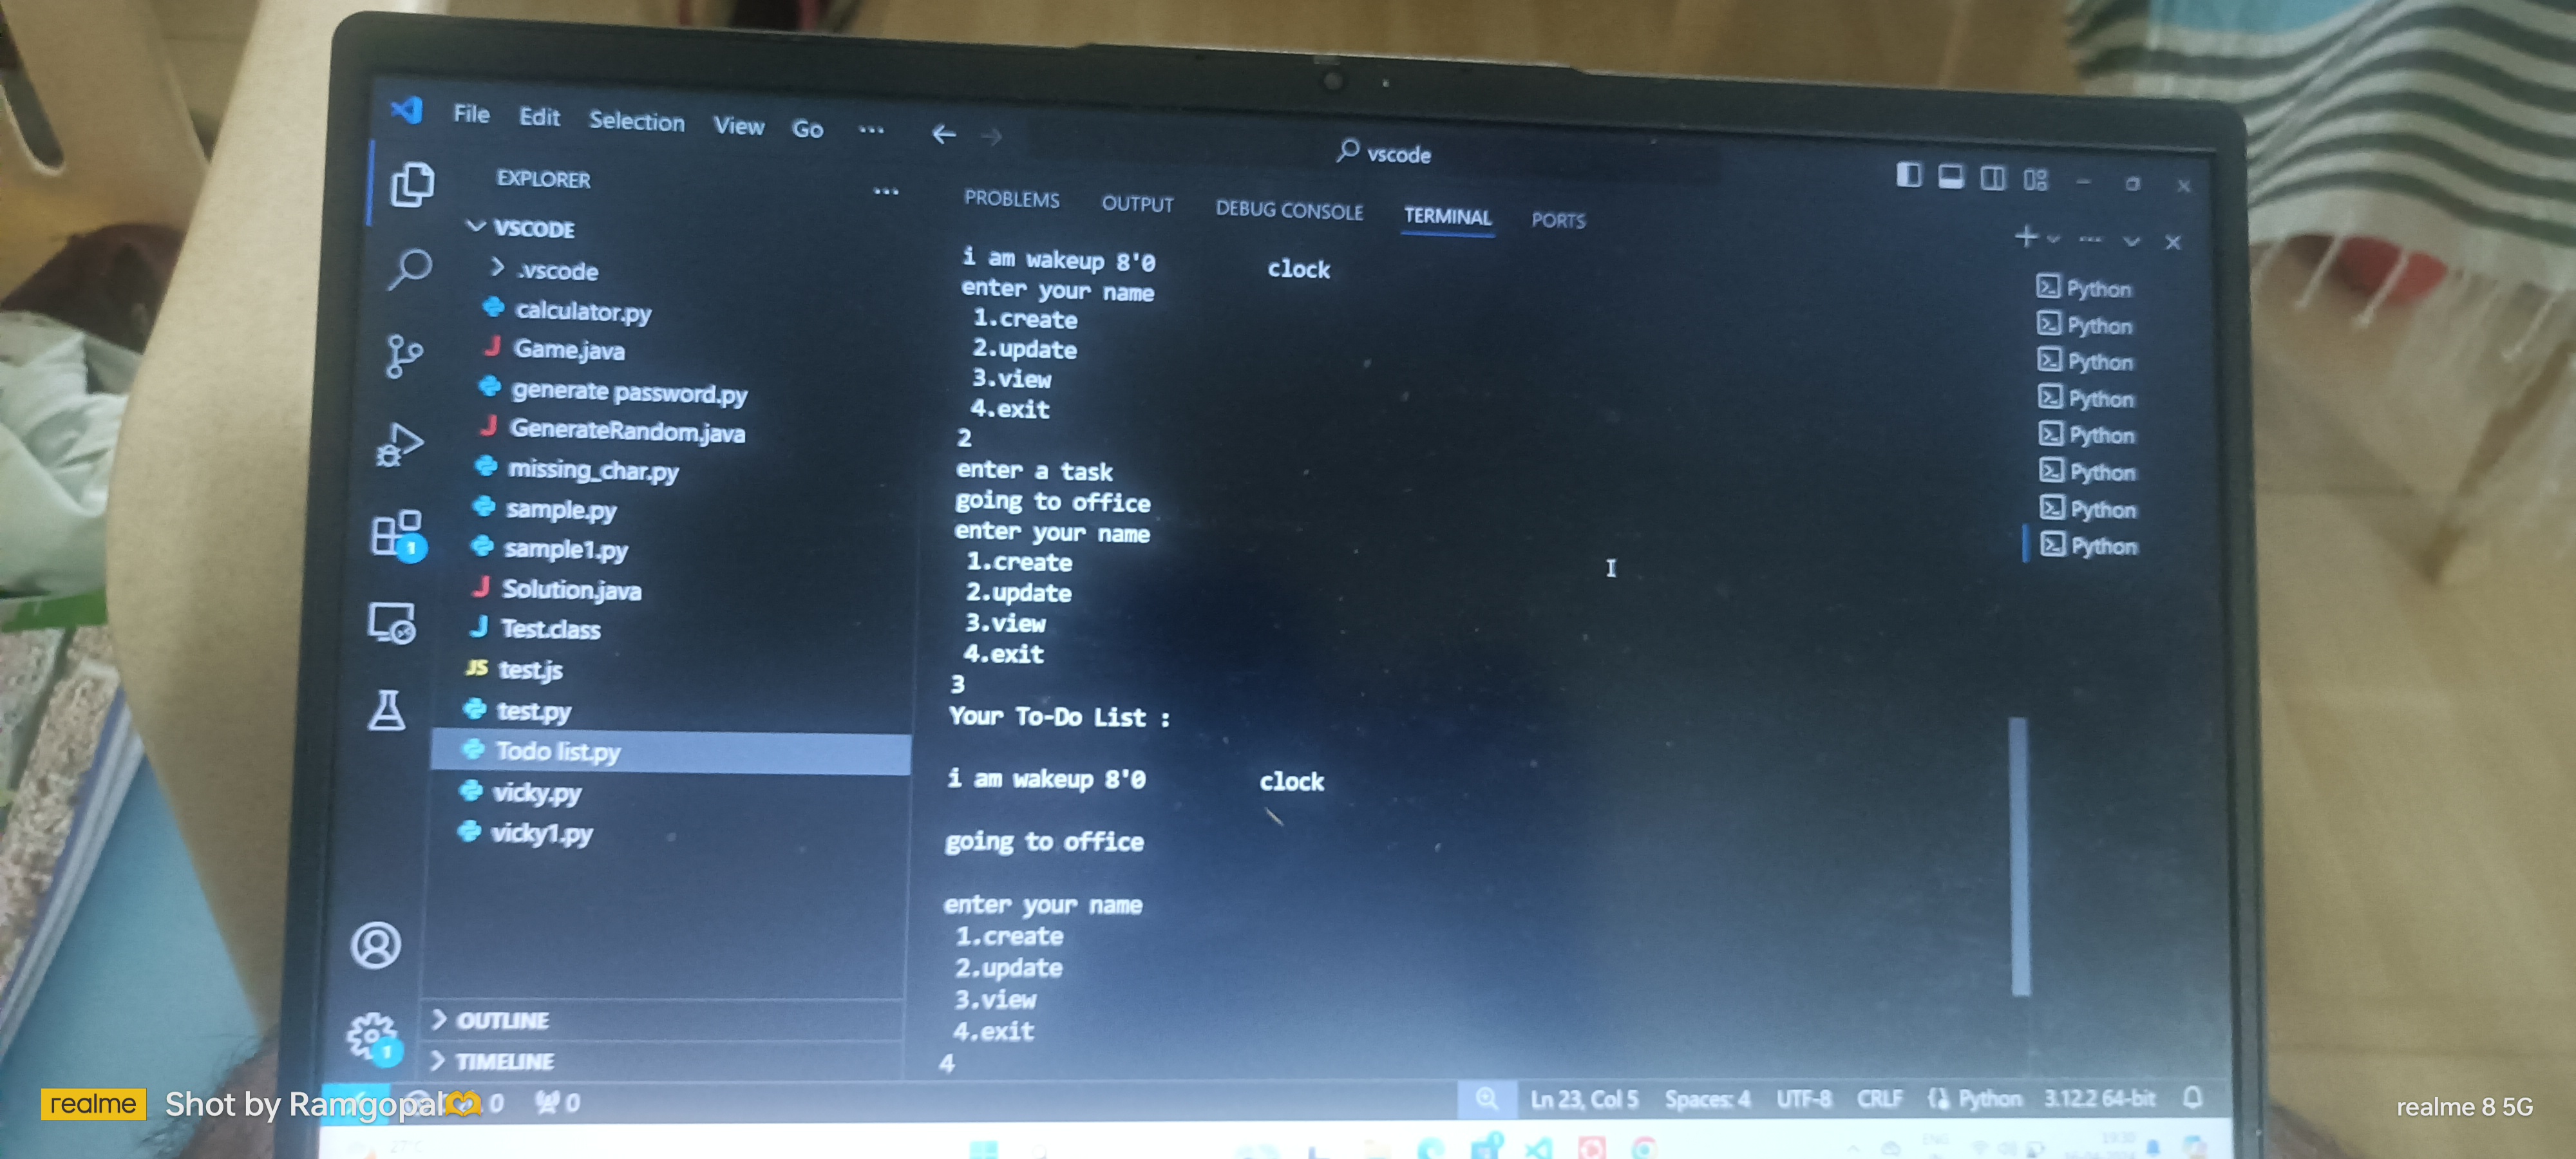 File Edit Selection View Go ...
vscode
EXPLORER ...
VSCODE
.vscode
calculator.py
Game.java
generate password.py
GenerateRandom.java
missing_char.py
sample.py
sample1.py
Solution.java
Test.class
JS test.js
test.py
Todo list.py
vicky.py
vicky1.py
OUTLINE
TIMELINE
PROBLEMS OUTPUT DEBUG CONSOLE TERMINAL PORTS
i am wakeup 8'0 clock
enter your name
1.create
2.update
3.view
4.exit
2
enter a task
going to office
enter your name
1.create
2.update
3.view
4.exit
3
Your To-Do List :
i am wakeup 8'0 clock
going to office
enter your name
1.create
2.update
3.view
4.exit
4
Python
Python
Python
Python
Python
Python
Python
Python
0 0
Ln 23, Col 5 Spaces: 4 UTF-8 CRLF Python 3.12.2 64-bit
27°C
ENG
realme Shot by Ramgopal
realme 8 5G